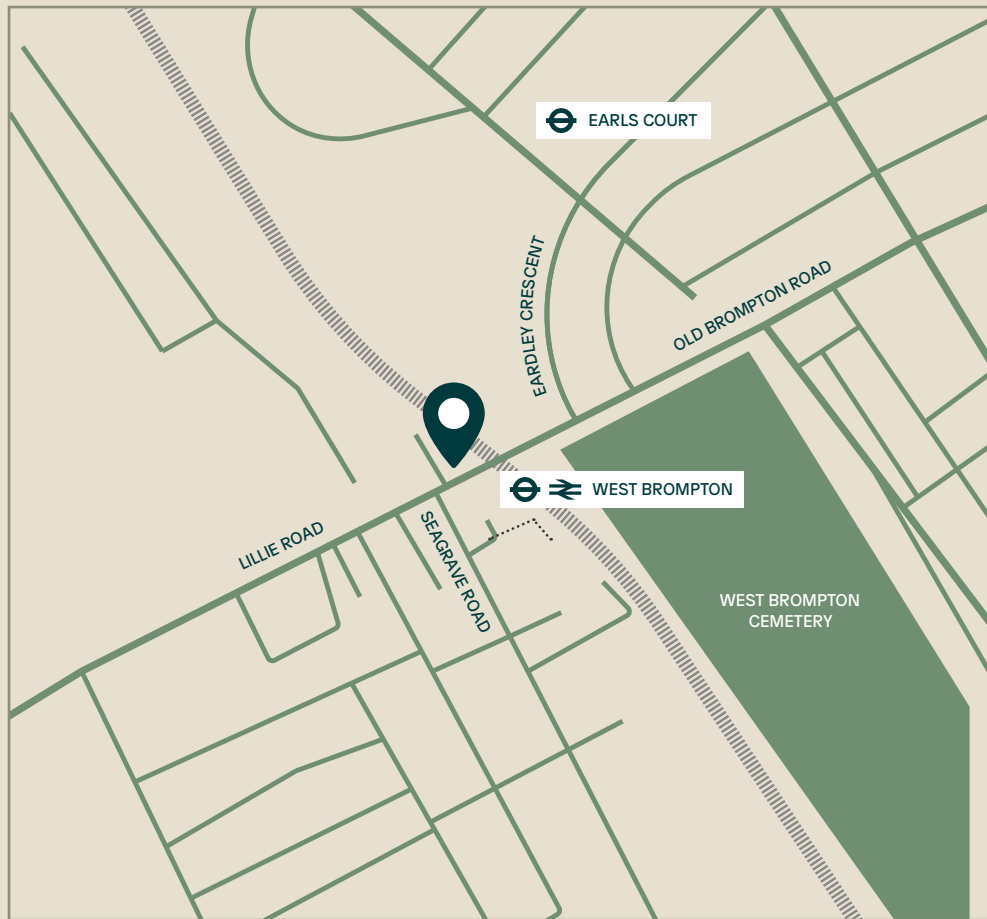 EARLS COURT
EARDLEY CRESCENT
OLD BROMPTON ROAD
WEST BROMPTON
LILLIE ROAD
SEAGRAVE ROAD
WEST BROMPTON
CEMETERY